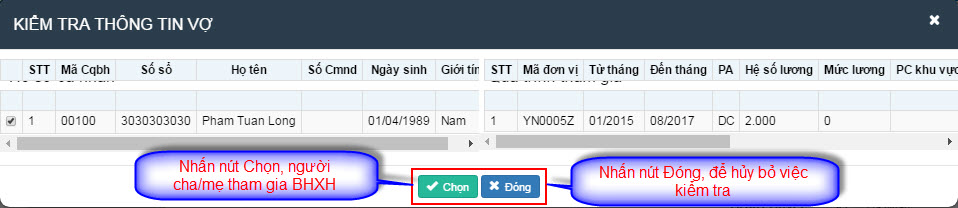 KIỂM TRA THÔNG TIN VỢ
STT Mã Cqbh Số sổ Họ tên Số Cmnd Ngày sinh Giới tín
1 00100 3030303030 Pham Tuan Long 01/04/1989 Nam
STT Mã đơn vị Từ tháng Đến tháng PA Hệ số lương Mức lương PC khu vực
1 YN0005Z 01/2015 08/2017 DC 2.000 0
Nhấn nút Chọn, người
cha/mẹ tham gia BHXH
Chọn Đóng
Nhấn nút Đóng, để hủy bỏ việc
kiểm tra